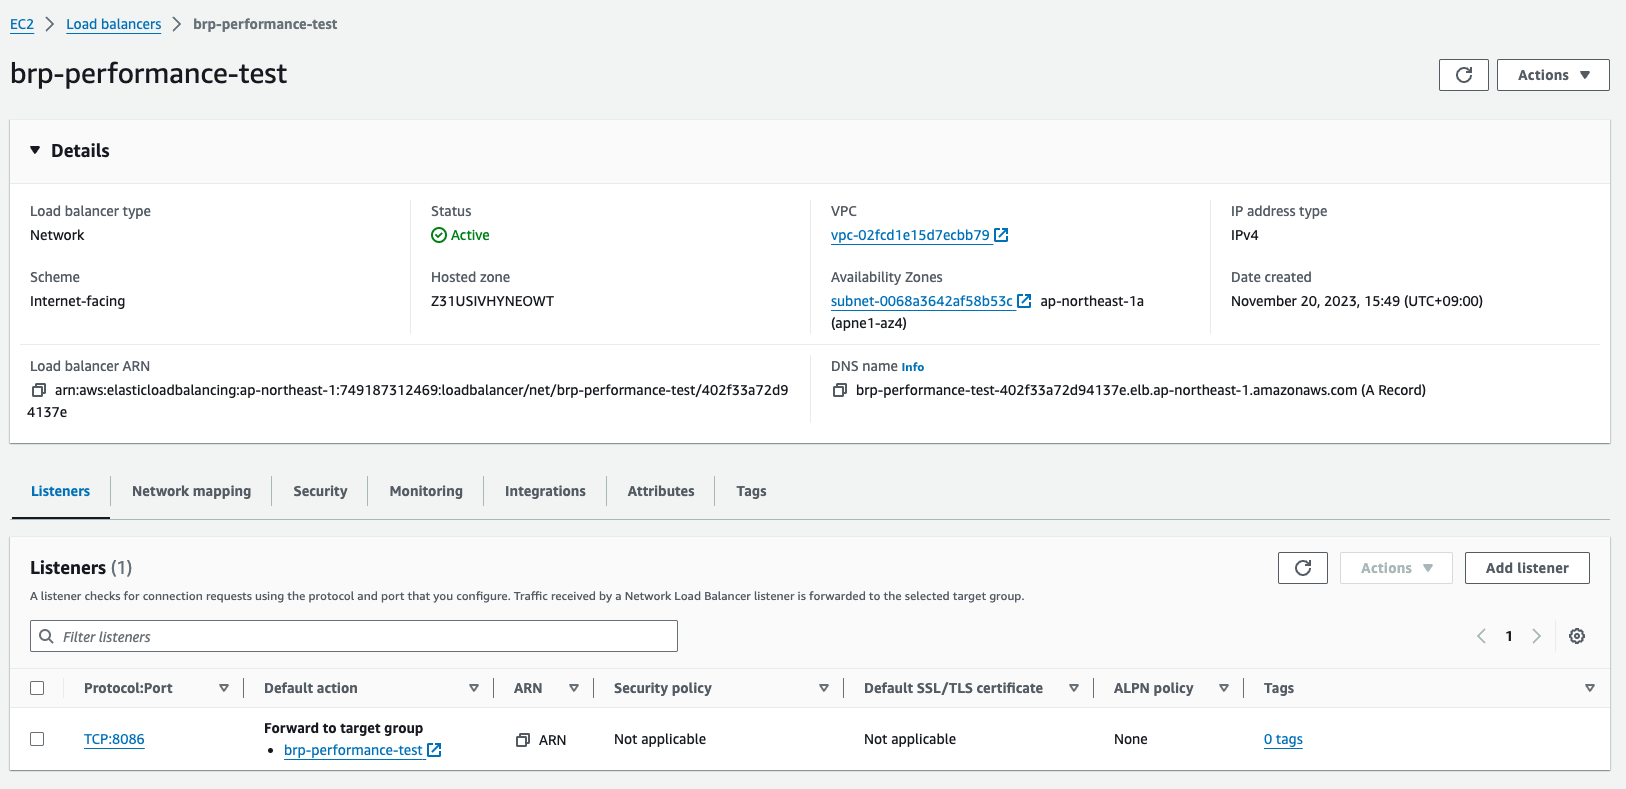 EC2 > Load balancers > brp-performance-test
brp-performance-test
Actions
Details
Load balancer type
Network
Status
Active
VPC
vpc-02fcd1e15d7ecbb79
IP address type
IPv4
Scheme
Internet-facing
Hosted zone
Z31USIVHYNEOWT
Availability Zones
subnet-0068a3642af58b53c ap-northeast-1a
(apne1-az4)
Date created
November 20, 2023, 15:49 (UTC+09:00)
Load balancer ARN
arn:aws:elasticloadbalancing:ap-northeast-1:749187312469:loadbalancer/net/brp-performance-test/402f33a72d9
4137e
DNS name Info
brp-performance-test-402f33a72d94137e.elb.ap-northeast-1.amazonaws.com (A Record)
Listeners Network mapping Security Monitoring Integrations Attributes Tags
Listeners (1)
Actions Add listener
A listener checks for connection requests using the protocol and port that you configure. Traffic received by a Network Load Balancer listener is forwarded to the selected target group.
Filter listeners
1
Protocol:Port Default action ARN Security policy Default SSL/TLS certificate ALPN policy Tags
Forward to target group
TCP:8086 • brp-performance-test ARN Not applicable Not applicable None 0 tags